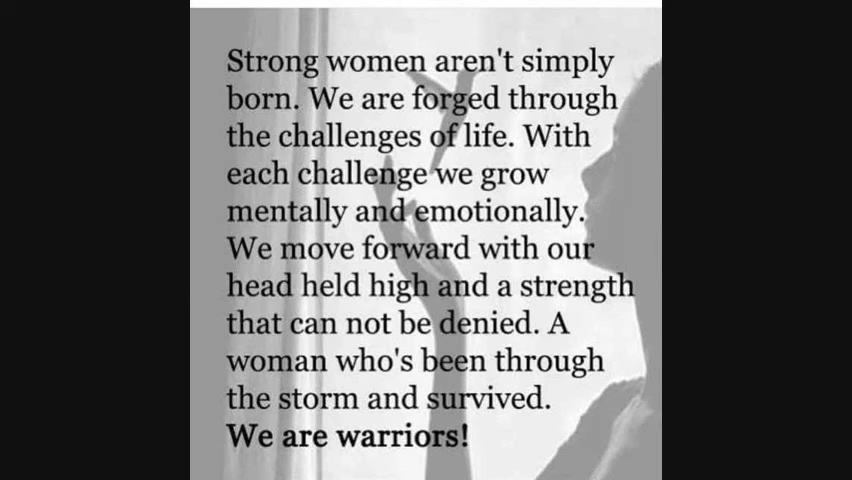 Strong women aren't simply
born. We are forged through
the challenges of life. With
each challenge we grow
mentally and emotionally.
We move forward with our
head held high and a strength
that can not be denied. A
woman who's been through
the storm and survived.
We are warriors!